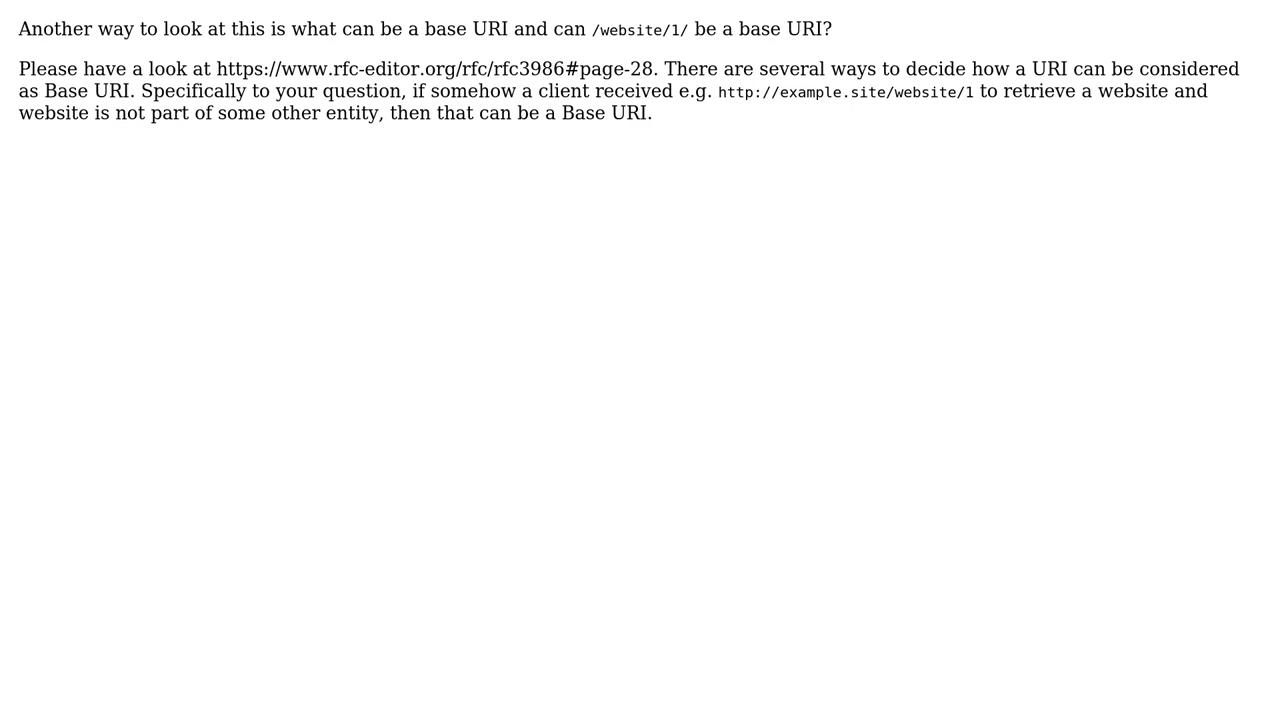 Another way to look at this is what can be a base URI and can /website/1/ be a base URI?
Please have a look at https://www.rfc-editor.org/rfc/rfc3986#page-28. There are several ways to decide how a URI can be considered
as Base URI. Specifically to your question, if somehow a client received e.g. http://example.site/website/1 to retrieve a website and
website is not part of some other entity, then that can be a Base URI.